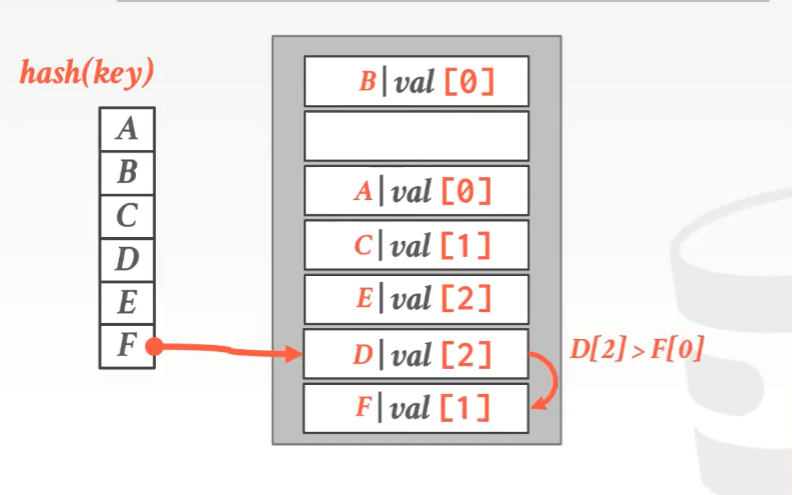 hash(key)
A
B
C
D
E
F
B|val [0]
A|val [0]
C|val [1]
E|val [2]
D|val [2]
F|val [1]
D[2] > F[0]